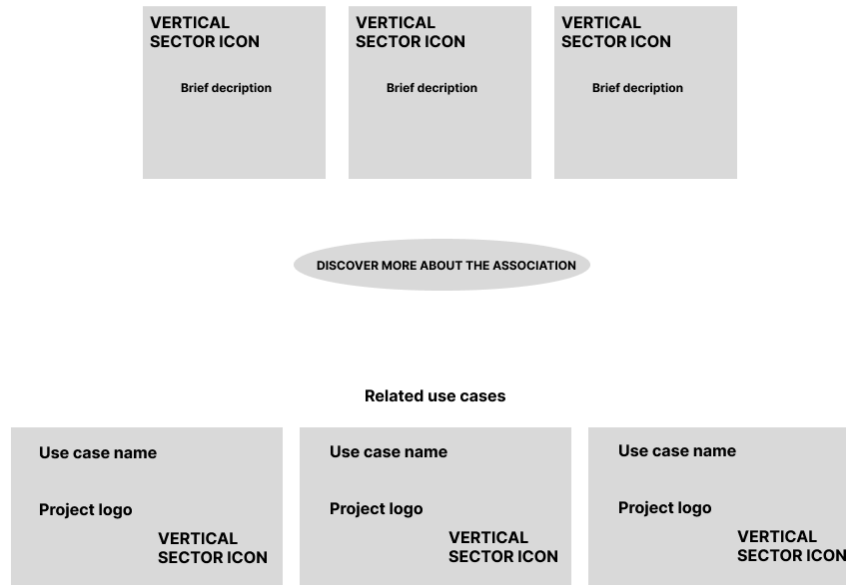 VERTICAL
SECTOR ICON
Brief decription
VERTICAL
SECTOR ICON
Brief decription
VERTICAL
SECTOR ICON
Brief decription
DISCOVER MORE ABOUT THE ASSOCIATION
Related use cases
Use case name
Project logo
VERTICAL
SECTOR ICON
Use case name
Project logo
VERTICAL
SECTOR ICON
Use case name
Project logo
VERTICAL
SECTOR ICON